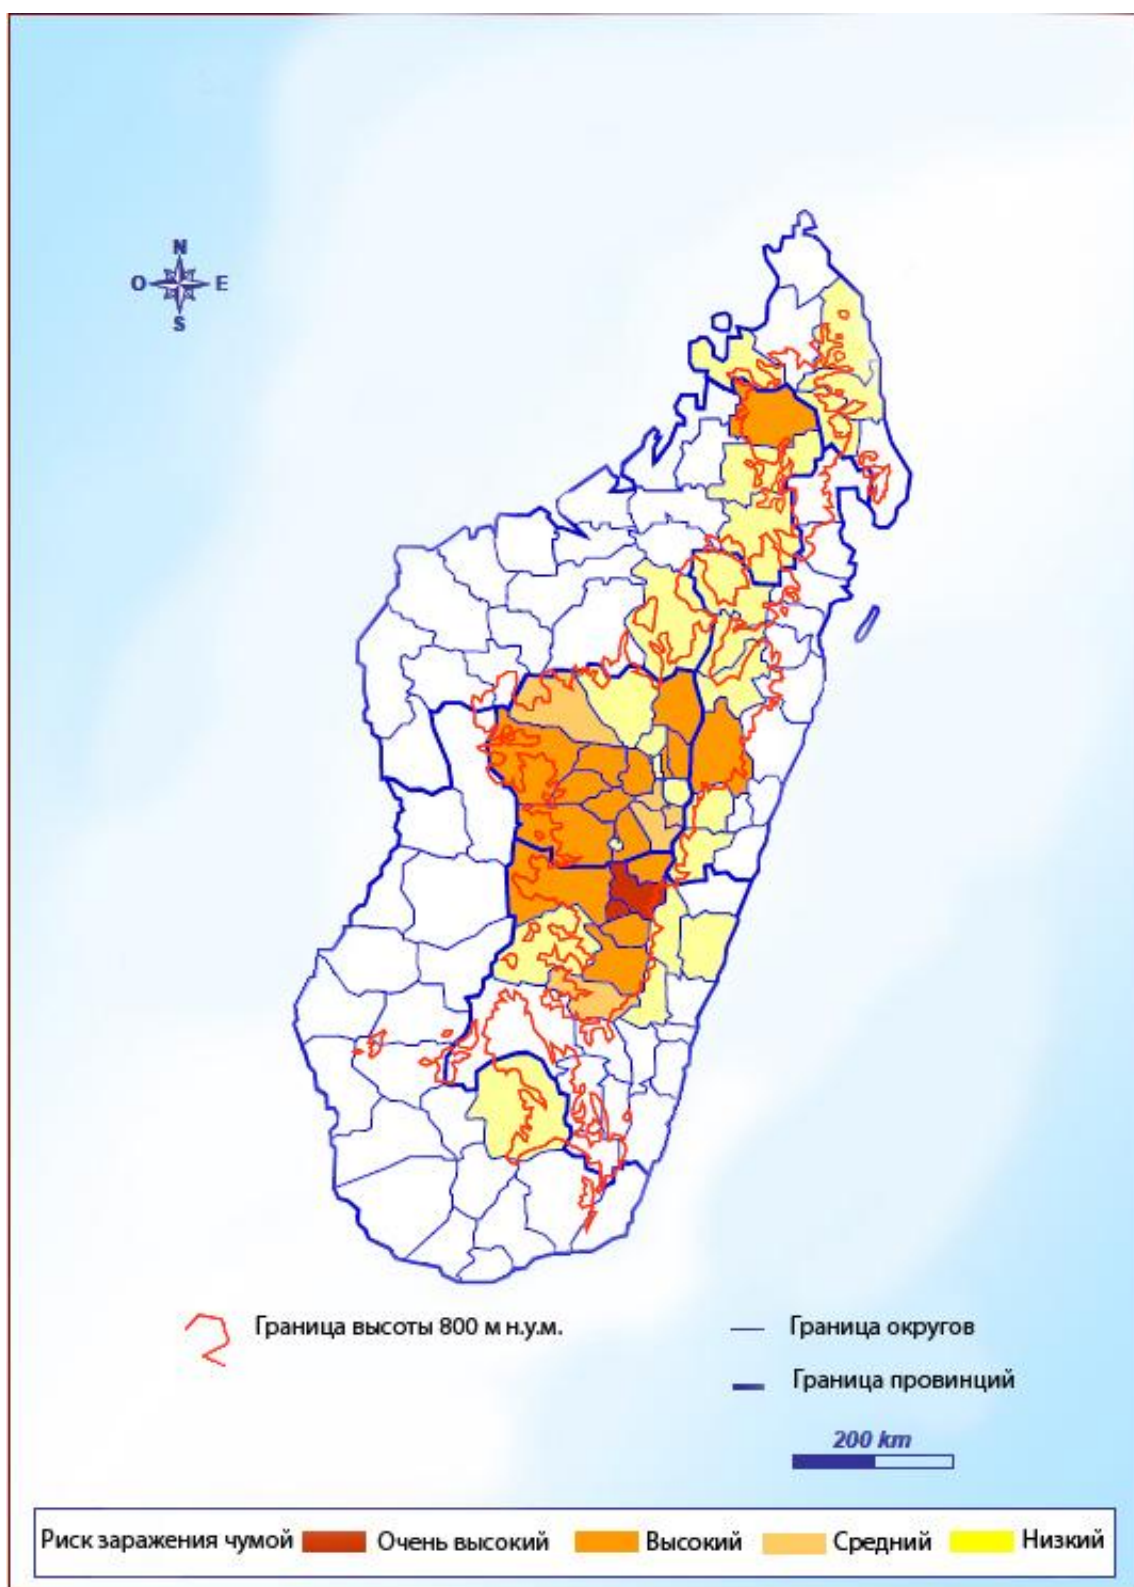 N
O E
S
Граница высоты 800 м н.у.м.
Граница округов
Граница провинций
200 km
Риск заражения чумой Очень высокий Высокий Средний Низкий